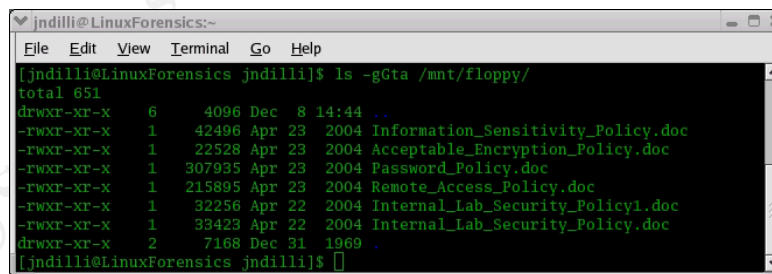 jndilli@LinuxForensics:~
File Edit View Terminal Go Help
[jndilli@LinuxForensics jndilli]$ ls -gGta /mnt/floppy/
total 651
drwxr-xr-x 6 4096 Dec 8 14:44 ..
-rwxr-xr-x 1 42496 Apr 23 2004 Information_Sensitivity_Policy.doc
-rwxr-xr-x 1 22528 Apr 23 2004 Acceptable_Encryption_Policy.doc
-rwxr-xr-x 1 307935 Apr 23 2004 Password_Policy.doc
-rwxr-xr-x 1 215895 Apr 23 2004 Remote_Access_Policy.doc
-rwxr-xr-x 1 32256 Apr 22 2004 Internal_Lab_Security_Policy1.doc
-rwxr-xr-x 1 33423 Apr 22 2004 Internal_Lab_Security_Policy.doc
drwxr-xr-x 2 7168 Dec 31 1969 .
[jndilli@LinuxForensics jndilli]$